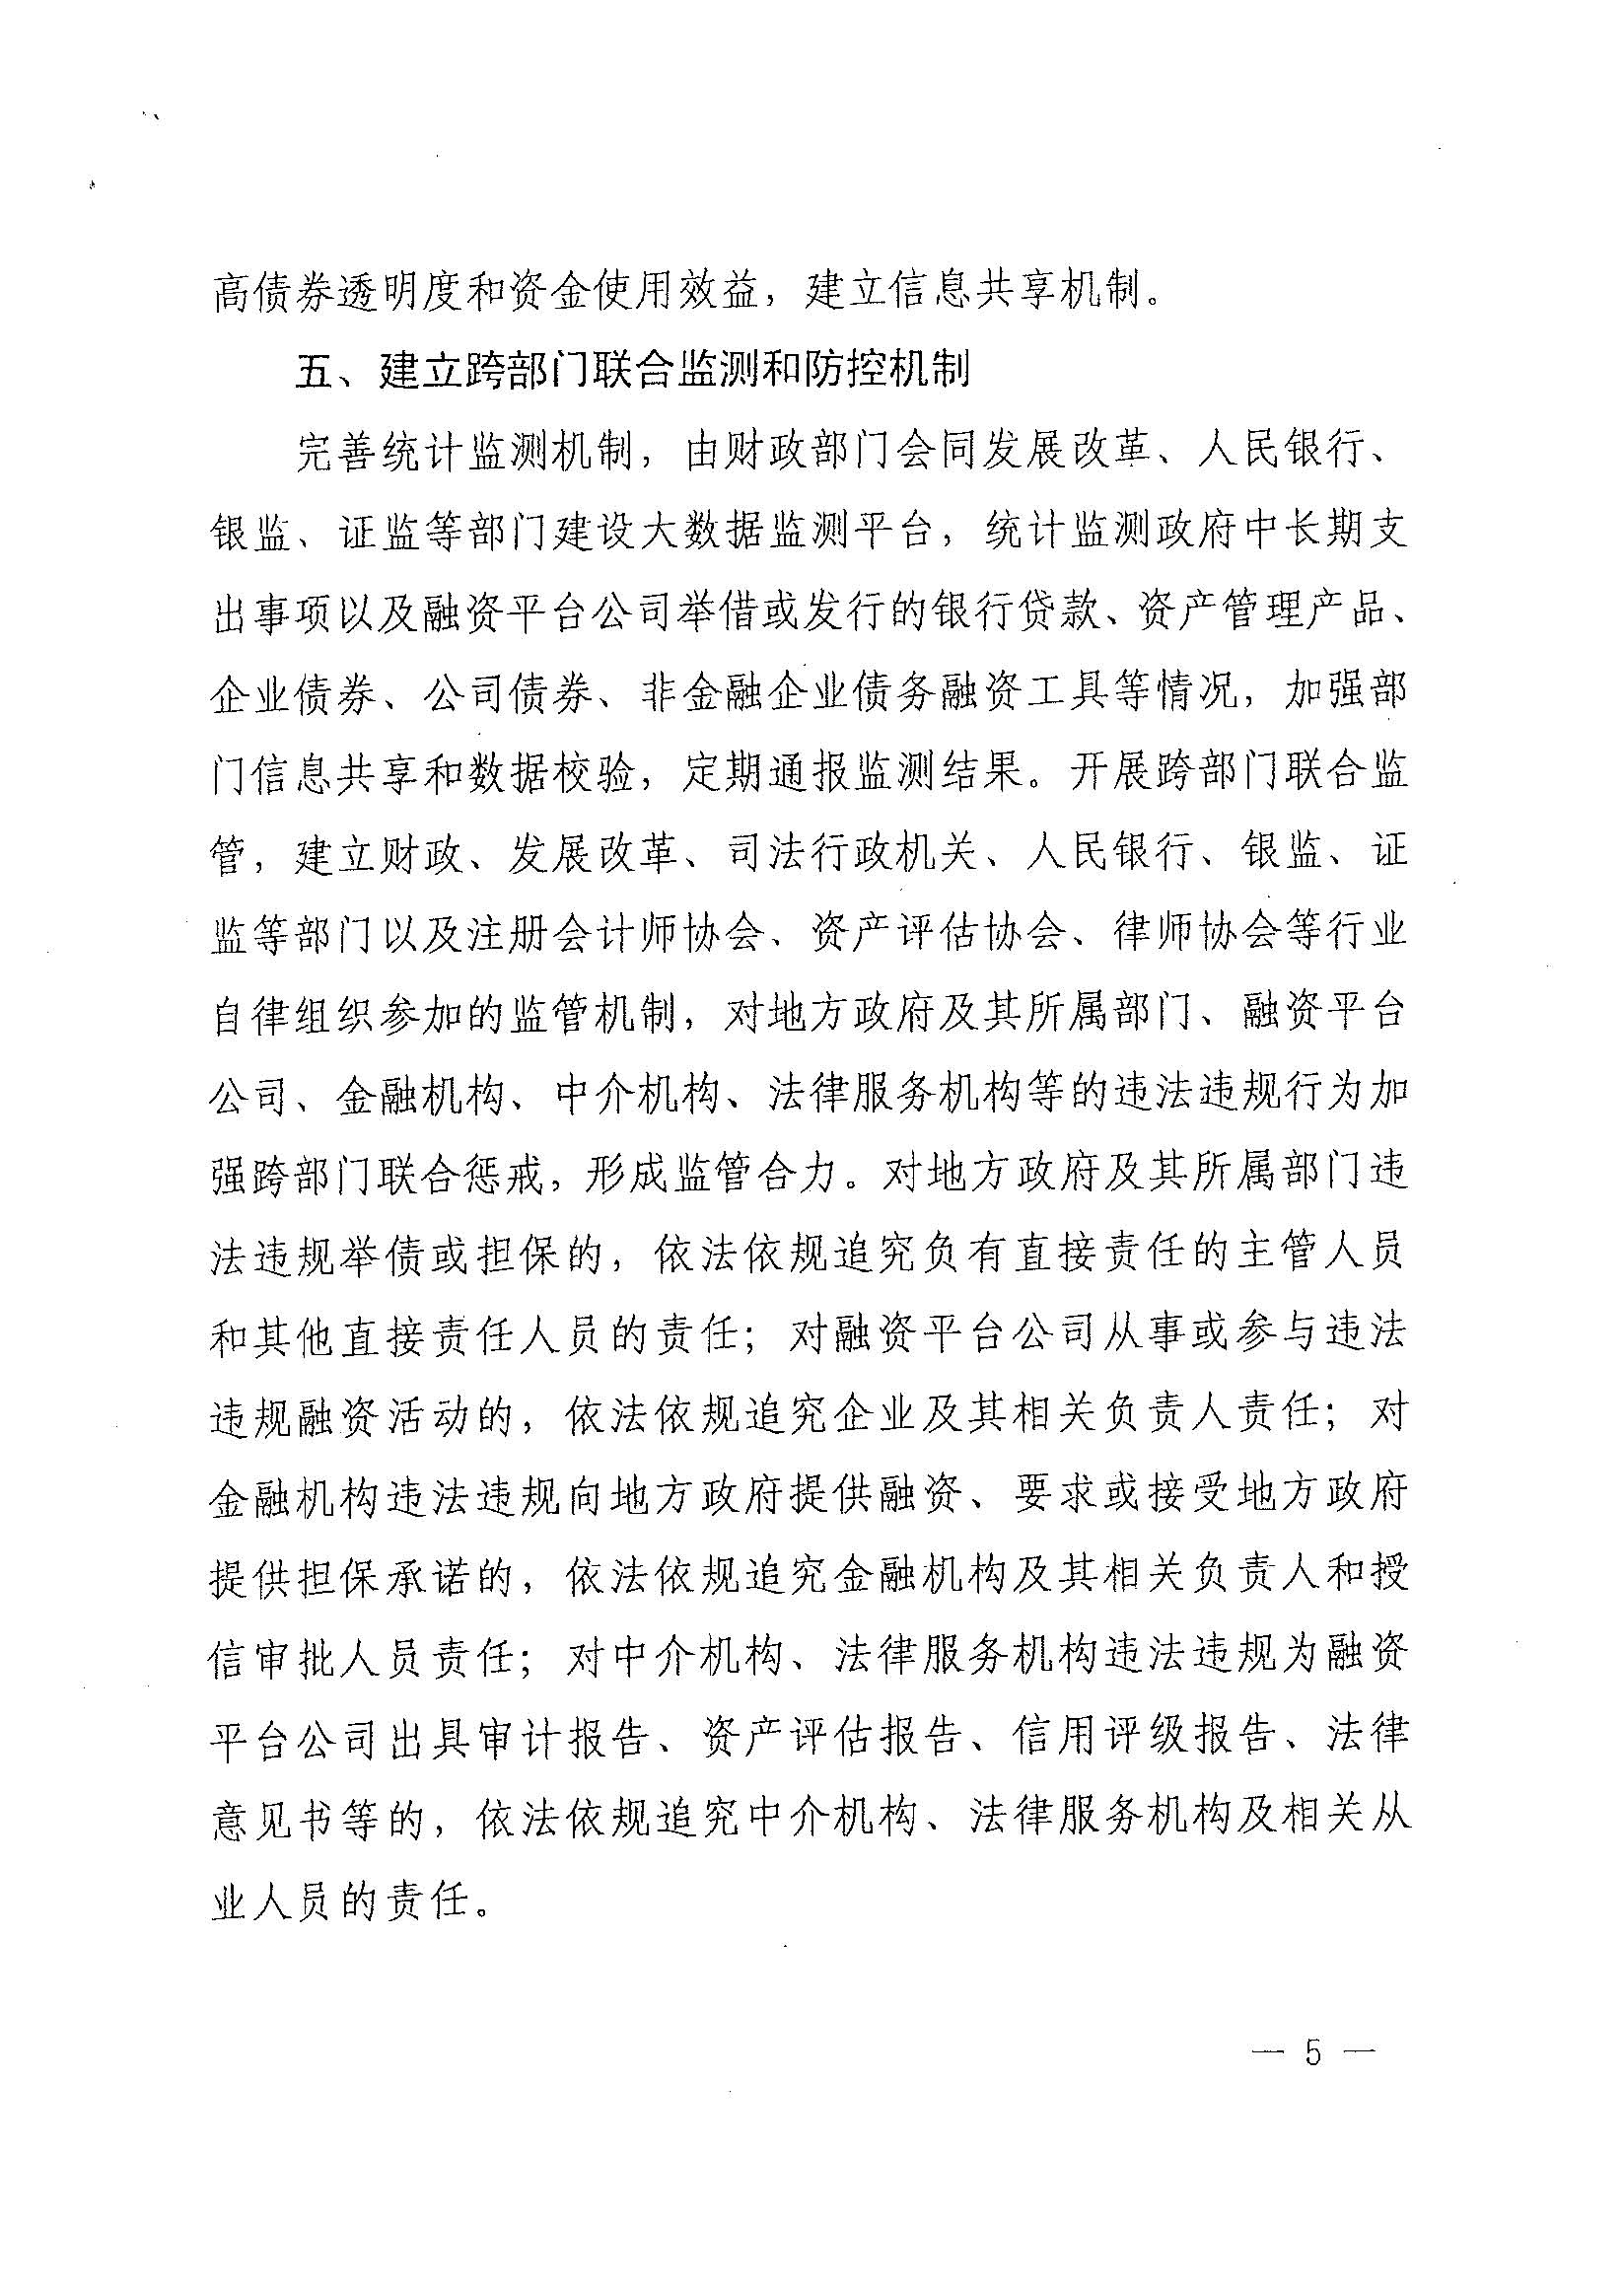 高债券透明度和资金使用效益，建立信息共享机制。
五、建立跨部门联合监测和防控机制
完善统计监测机制，由财政部门会同发展改革、人民银行、
银监、证监等部门建设大数据监测平台，统计监测政府中长期支
出事项以及融资平台公司举借或发行的银行贷款、资产管理产品、
企业债券、公司债券、非金融企业债务融资工具等情况，加强部
门信息共享和数据校验，定期通报监测结果。开展跨部门联合监
管，建立财政、发展改革、司法行政机关、人民银行、银监、证
监等部门以及注册会计师协会、资产评估协会、律师协会等行业
自律组织参加的监管机制，对地方政府及其所属部门、融资平台
公司、金融机构、中介机构、法律服务机构等的违法违规行为加
强跨部门联合惩戒，形成监管合力。对地方政府及其所属部门违
法违规举债或担保的，依法依规追究负有直接责任的主管人员
和其他直接责任人员的责任；对融资平台公司从事或参与违法
违规融资活动的，依法依规追究企业及其相关负责人责任；对
金融机构违法违规向地方政府提供融资、要求或接受地方政府
提供担保承诺的，依法依规追究金融机构及其相关负责人和授
信审批人员责任；对中介机构、法律服务机构违法违规为融资
平台公司出具审计报告、资产评估报告、信用评级报告、法律
意见书等的，依法依规追究中介机构、法律服务机构及相关从
业人员的责任。
— 5 —